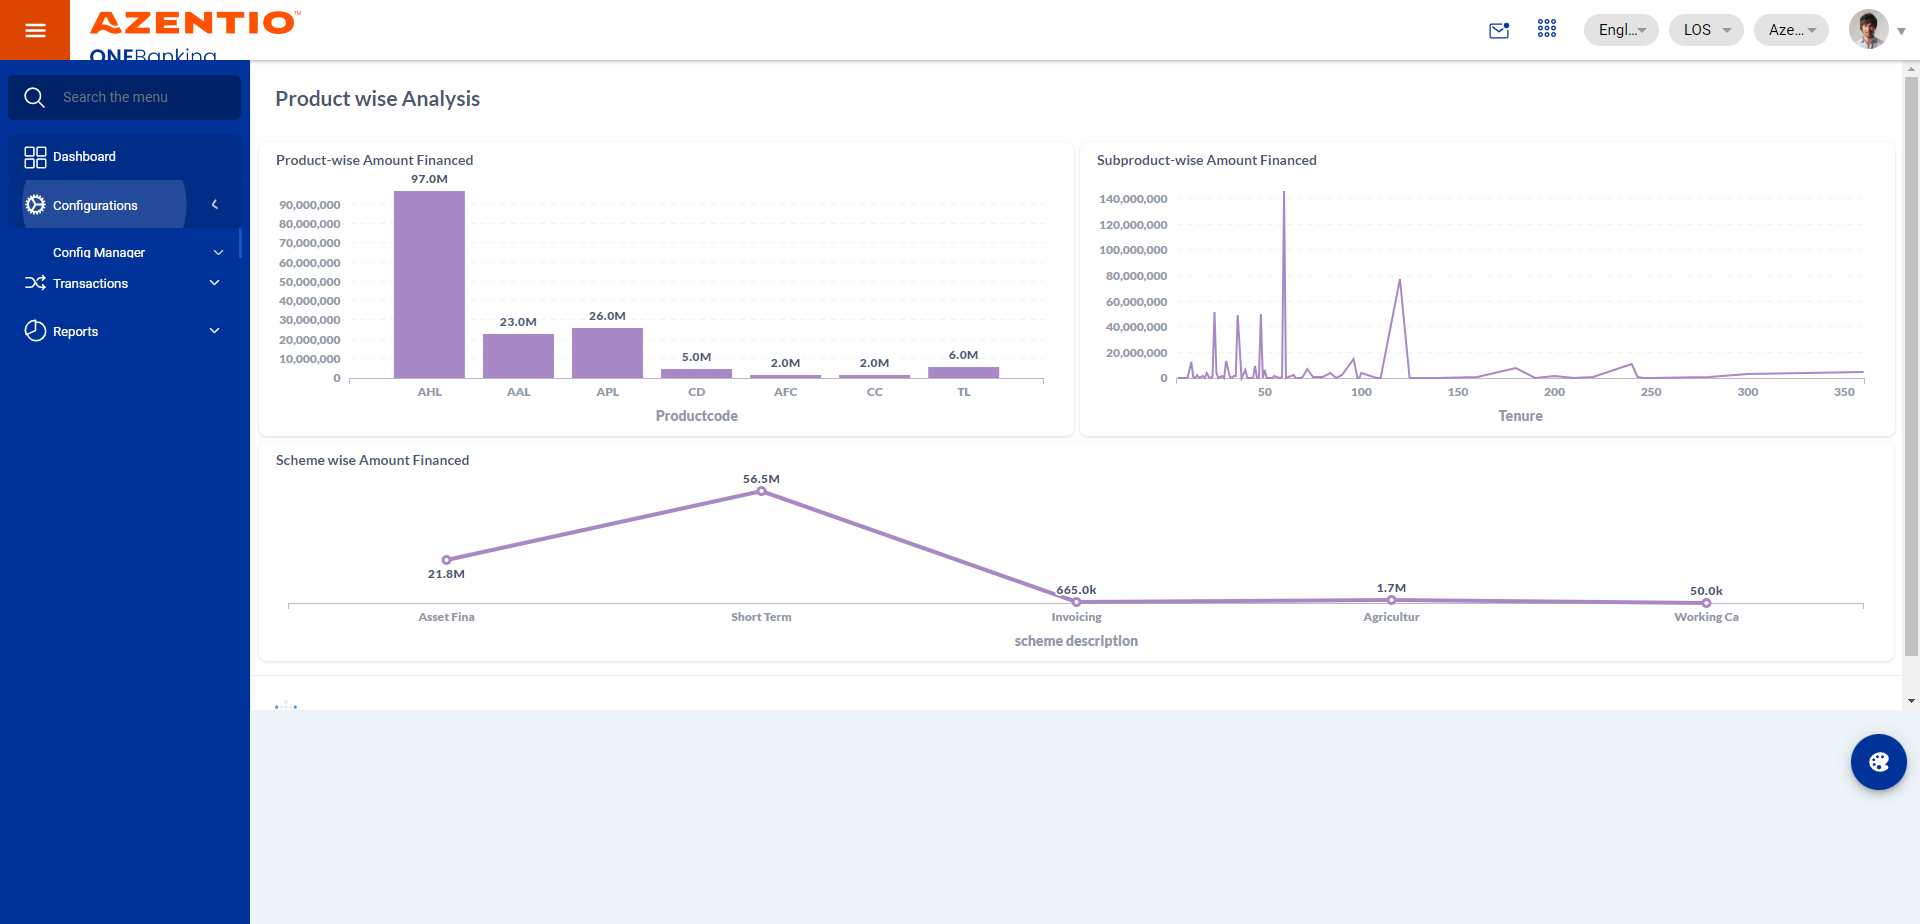 AZENTIO™
ONEBanking
Engl...
LOS
Aze...
Search the menu
Dashboard
Configurations
Config Manager
Transactions
Reports
Product wise Analysis
Product-wise Amount Financed
97.0M
90,000,000
80,000,000
70,000,000
60,000,000
50,000,000
40,000,000
30,000,000
20,000,000
10,000,000
0
23.0M
26.0M
5.0M
2.0M
2.0M
6.0M
AHL AAL APL CD AFC CC TL
Productcode
Subproduct-wise Amount Financed
140,000,000
120,000,000
100,000,000
80,000,000
60,000,000
40,000,000
20,000,000
0
50 100 150 200 250 300 350
Tenure
Scheme wise Amount Financed
56.5M
21.8M
665.0k
1.7M
50.0k
Asset Fina Short Term Invoicing Agricultur Working Ca
scheme description